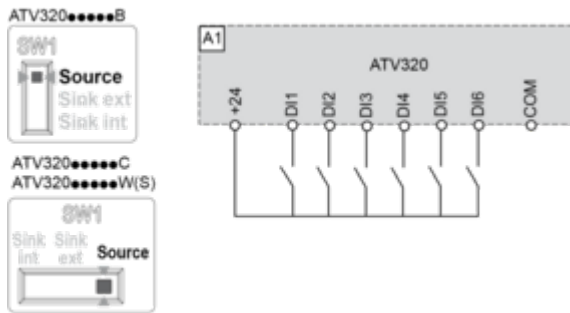 ATV320●●●●●B
SW1
Source
Sink ext
Sink int
ATV320●●●●●C
ATV320●●●●●W(S)
SW1
Sink int
Sink ext
Source
A1
ATV320
+24
DI1
DI2
DI3
DI4
DI5
DI6
COM